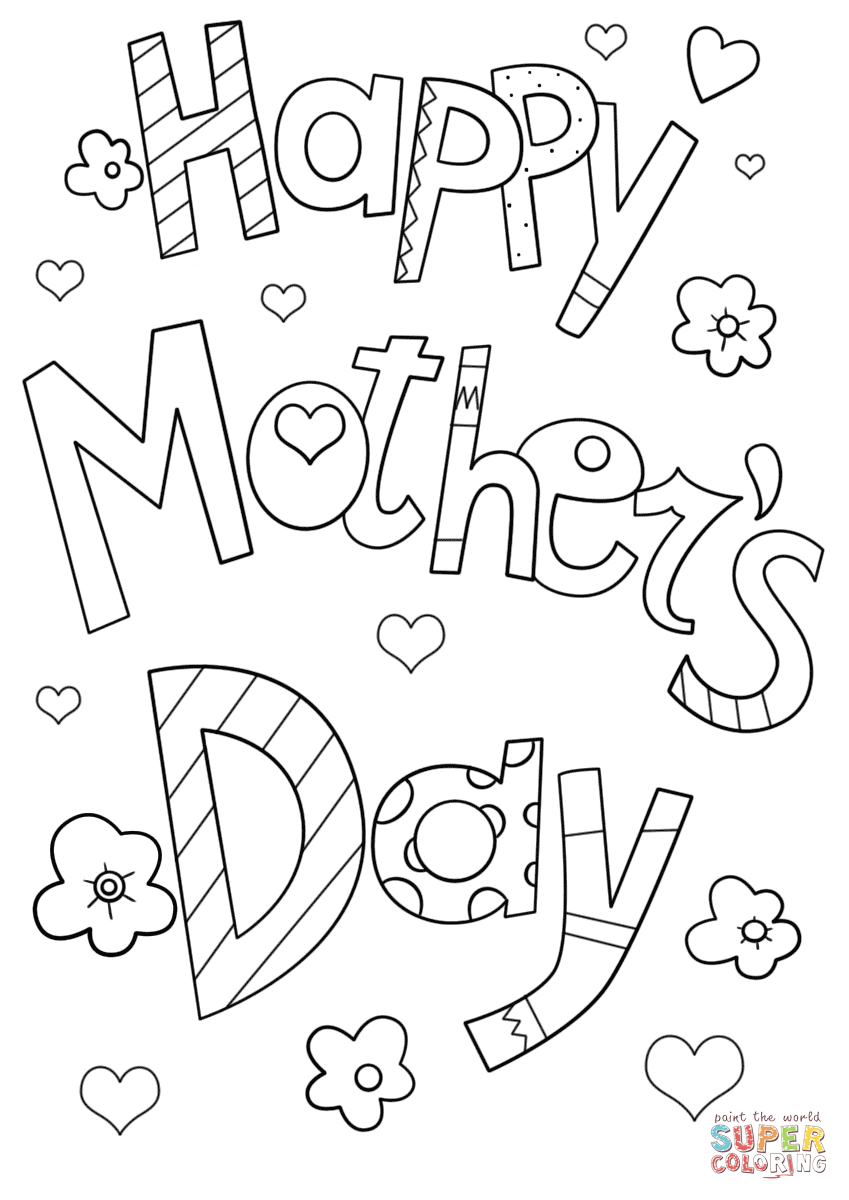 Happy
Mother's
Day
paint the world
SUPER
COLORING